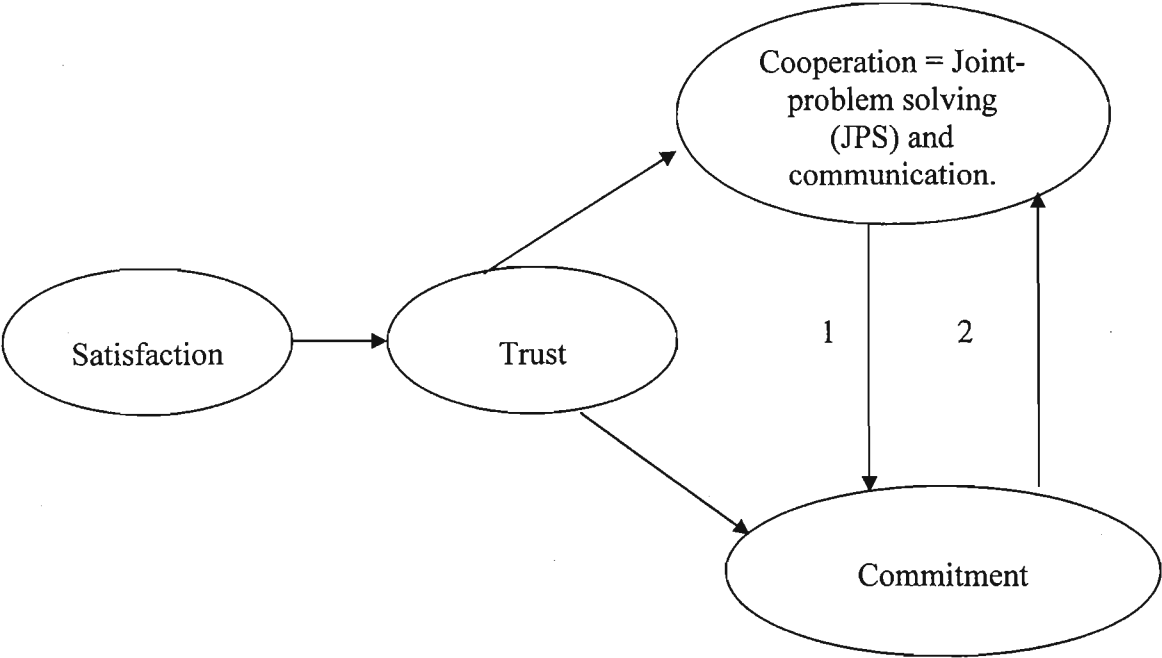 Cooperation = Joint-
problem solving
(JPS) and
communication.
Satisfaction
Trust
1
2
Commitment